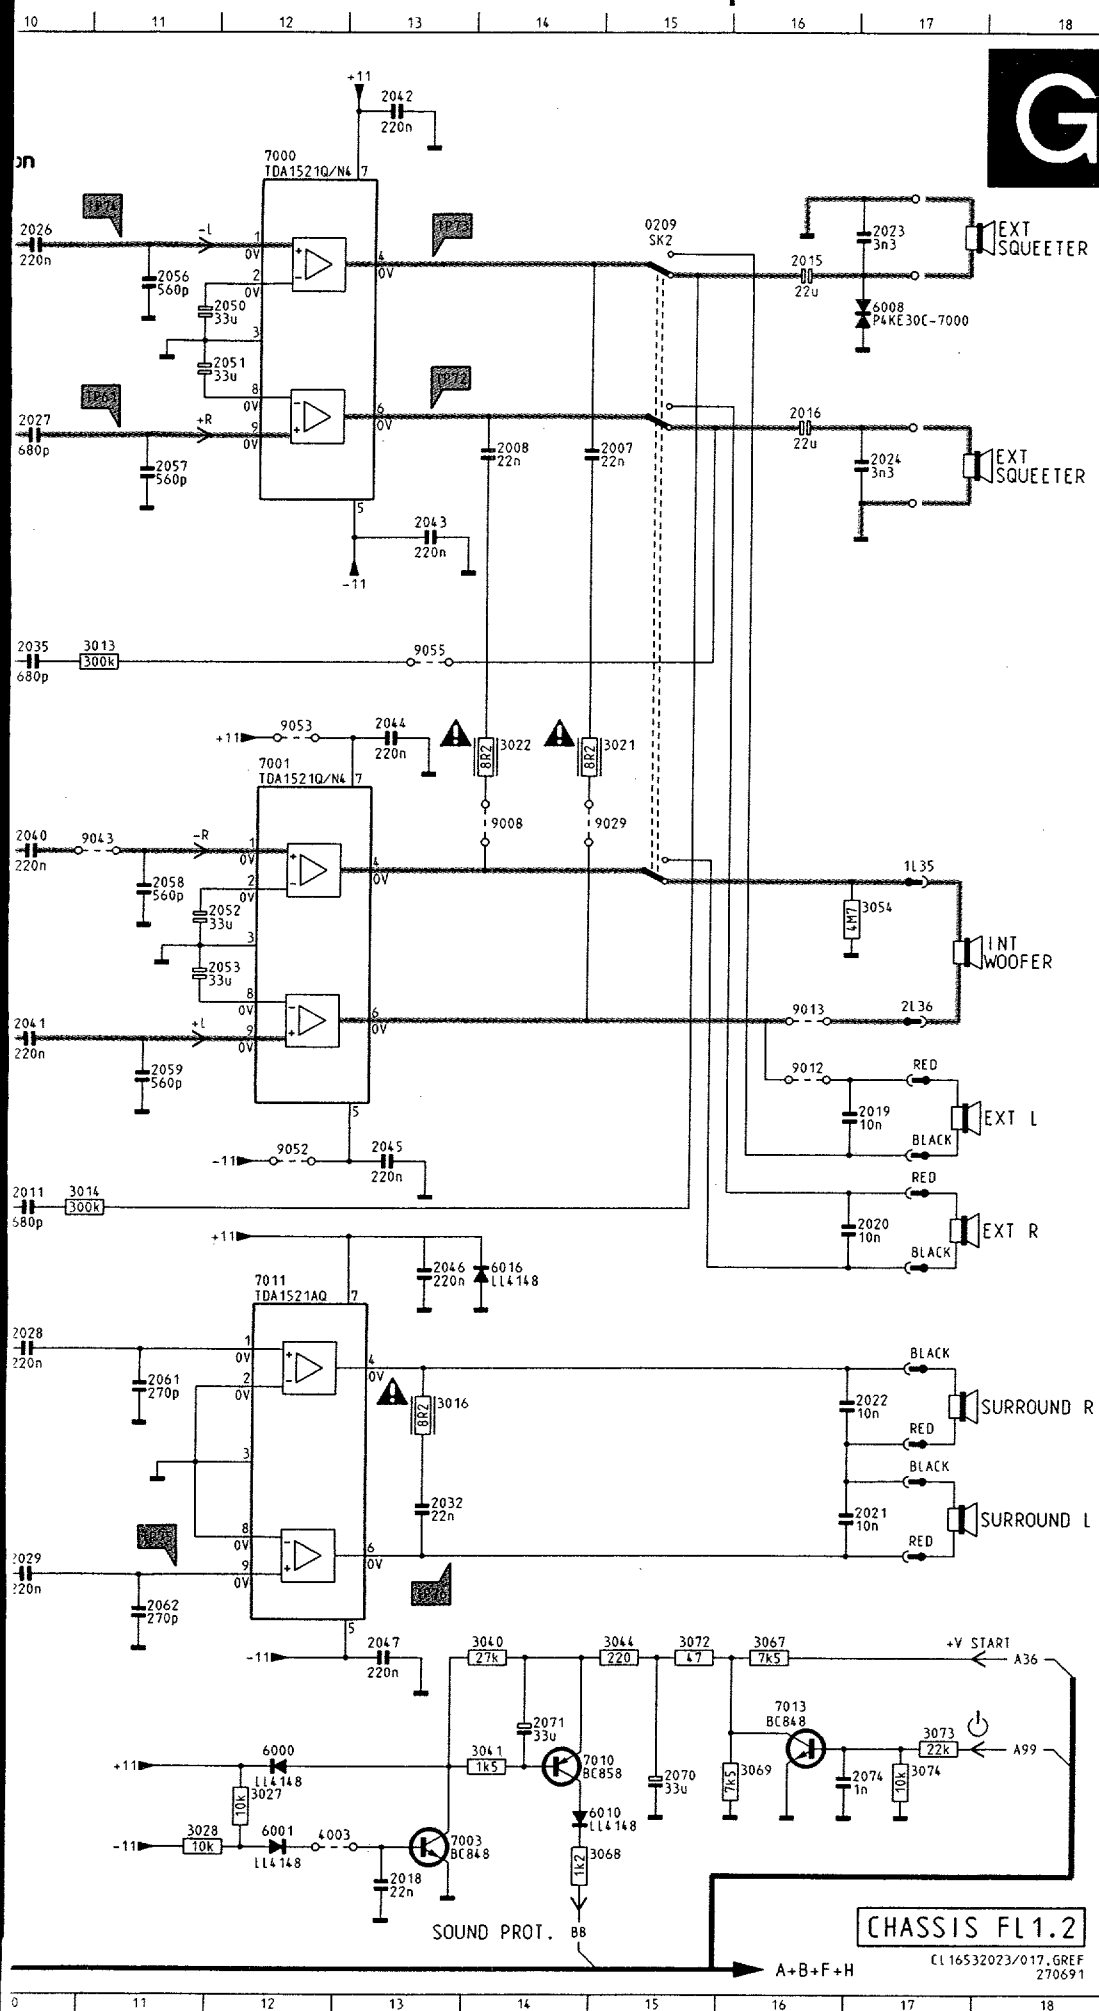 10 11 12 13 14 15 16 17 18
G
on
+11
2042
220n
7000
TDA1521Q/N4 7
TP74
TP73
0209
SK2
2026
220n
-L
1
0V
2
0V
4
0V
2056
560p
2050
33u
3
2051
33u
2023
3n3
2015
22u
EXT
SQUEETER
6008
P4KE30C-7000
TP72
8
0V
9
0V
6
0V
2027
680p
+R
2057
560p
2008
22n
2007
22n
2016
22u
2024
3n3
EXT
SQUEETER
5
2043
220n
-11
2035
680p
3013
300k
9055
+11
9053
2044
220n
3022
8R2
3021
8R2
7001
TDA1521Q/N4 7
9008
9029
2040
220n
9043
-R
1
0V
2
0V
4
0V
2058
560p
2052
33u
3
2053
33u
1L35
3054
4M7
INT
WOOFER
8
0V
9
0V
6
0V
2041
220n
+L
2059
560p
9013
2L36
9012
RED
2019
10n
EXT L
BLACK
5
-11
9052
2045
220n
2011
680p
3014
300k
RED
2020
10n
EXT R
BLACK
+11
2046
220n
6016
LL4148
7011
TDA1521AQ
7
2028
220n
1
0V
2
0V
4
0V
2061
270p
3016
8R2
3
2032
22n
BLACK
2022
10n
SURROUND R
RED
BLACK
2021
10n
SURROUND L
RED
8
0V
9
0V
6
0V
2029
220n
2062
270p
5
-11
2047
220n
3040
27k
3044
220
3072
47
3067
7k5
+V START
A36
2071
33u
7013
BC848
3073
22k
A99
+11
6000
LL4148
3041
1k5
7010
BC858
2070
33u
3069
7k5
2074
1n
3074
10k
3027
10k
6010
LL4148
-11
3028
10k
6001
LL4148
4003
7003
BC848
3068
1k2
2018
22n
SOUND PROT.
B8
CHASSIS FL1.2
CL16532023/017.GREF
270691
A+B+F+H
0 11 12 13 14 15 16 17 18